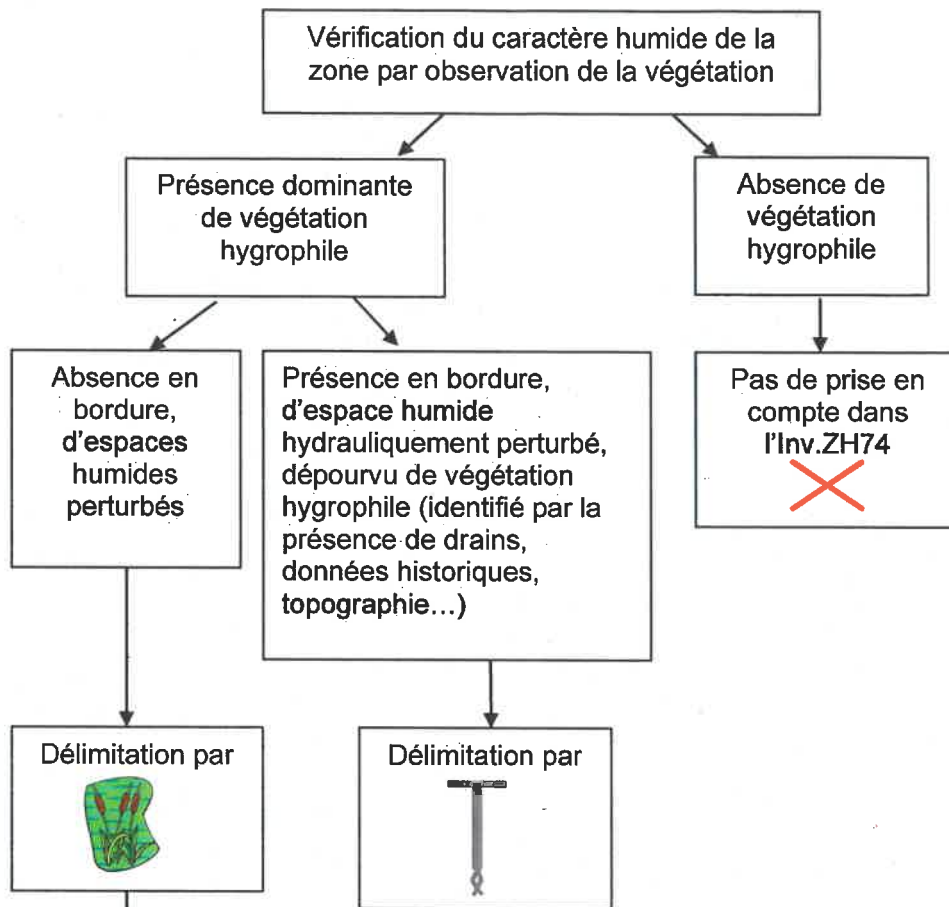 Vérification du caractère humide de la
zone par observation de la végétation
Présence dominante
de végétation
hygrophile
Absence de
végétation
hygrophile
Absence en
bordure,
d'espaces
humides
perturbés
Présence en bordure,
d'espace humide
hydrauliquement perturbé,
dépourvu de végétation
hygrophile (identifié par la
présence de drains,
données historiques,
topographie...)
Pas de prise en
compte dans
l'Inv.ZH74
Délimitation par
Délimitation par